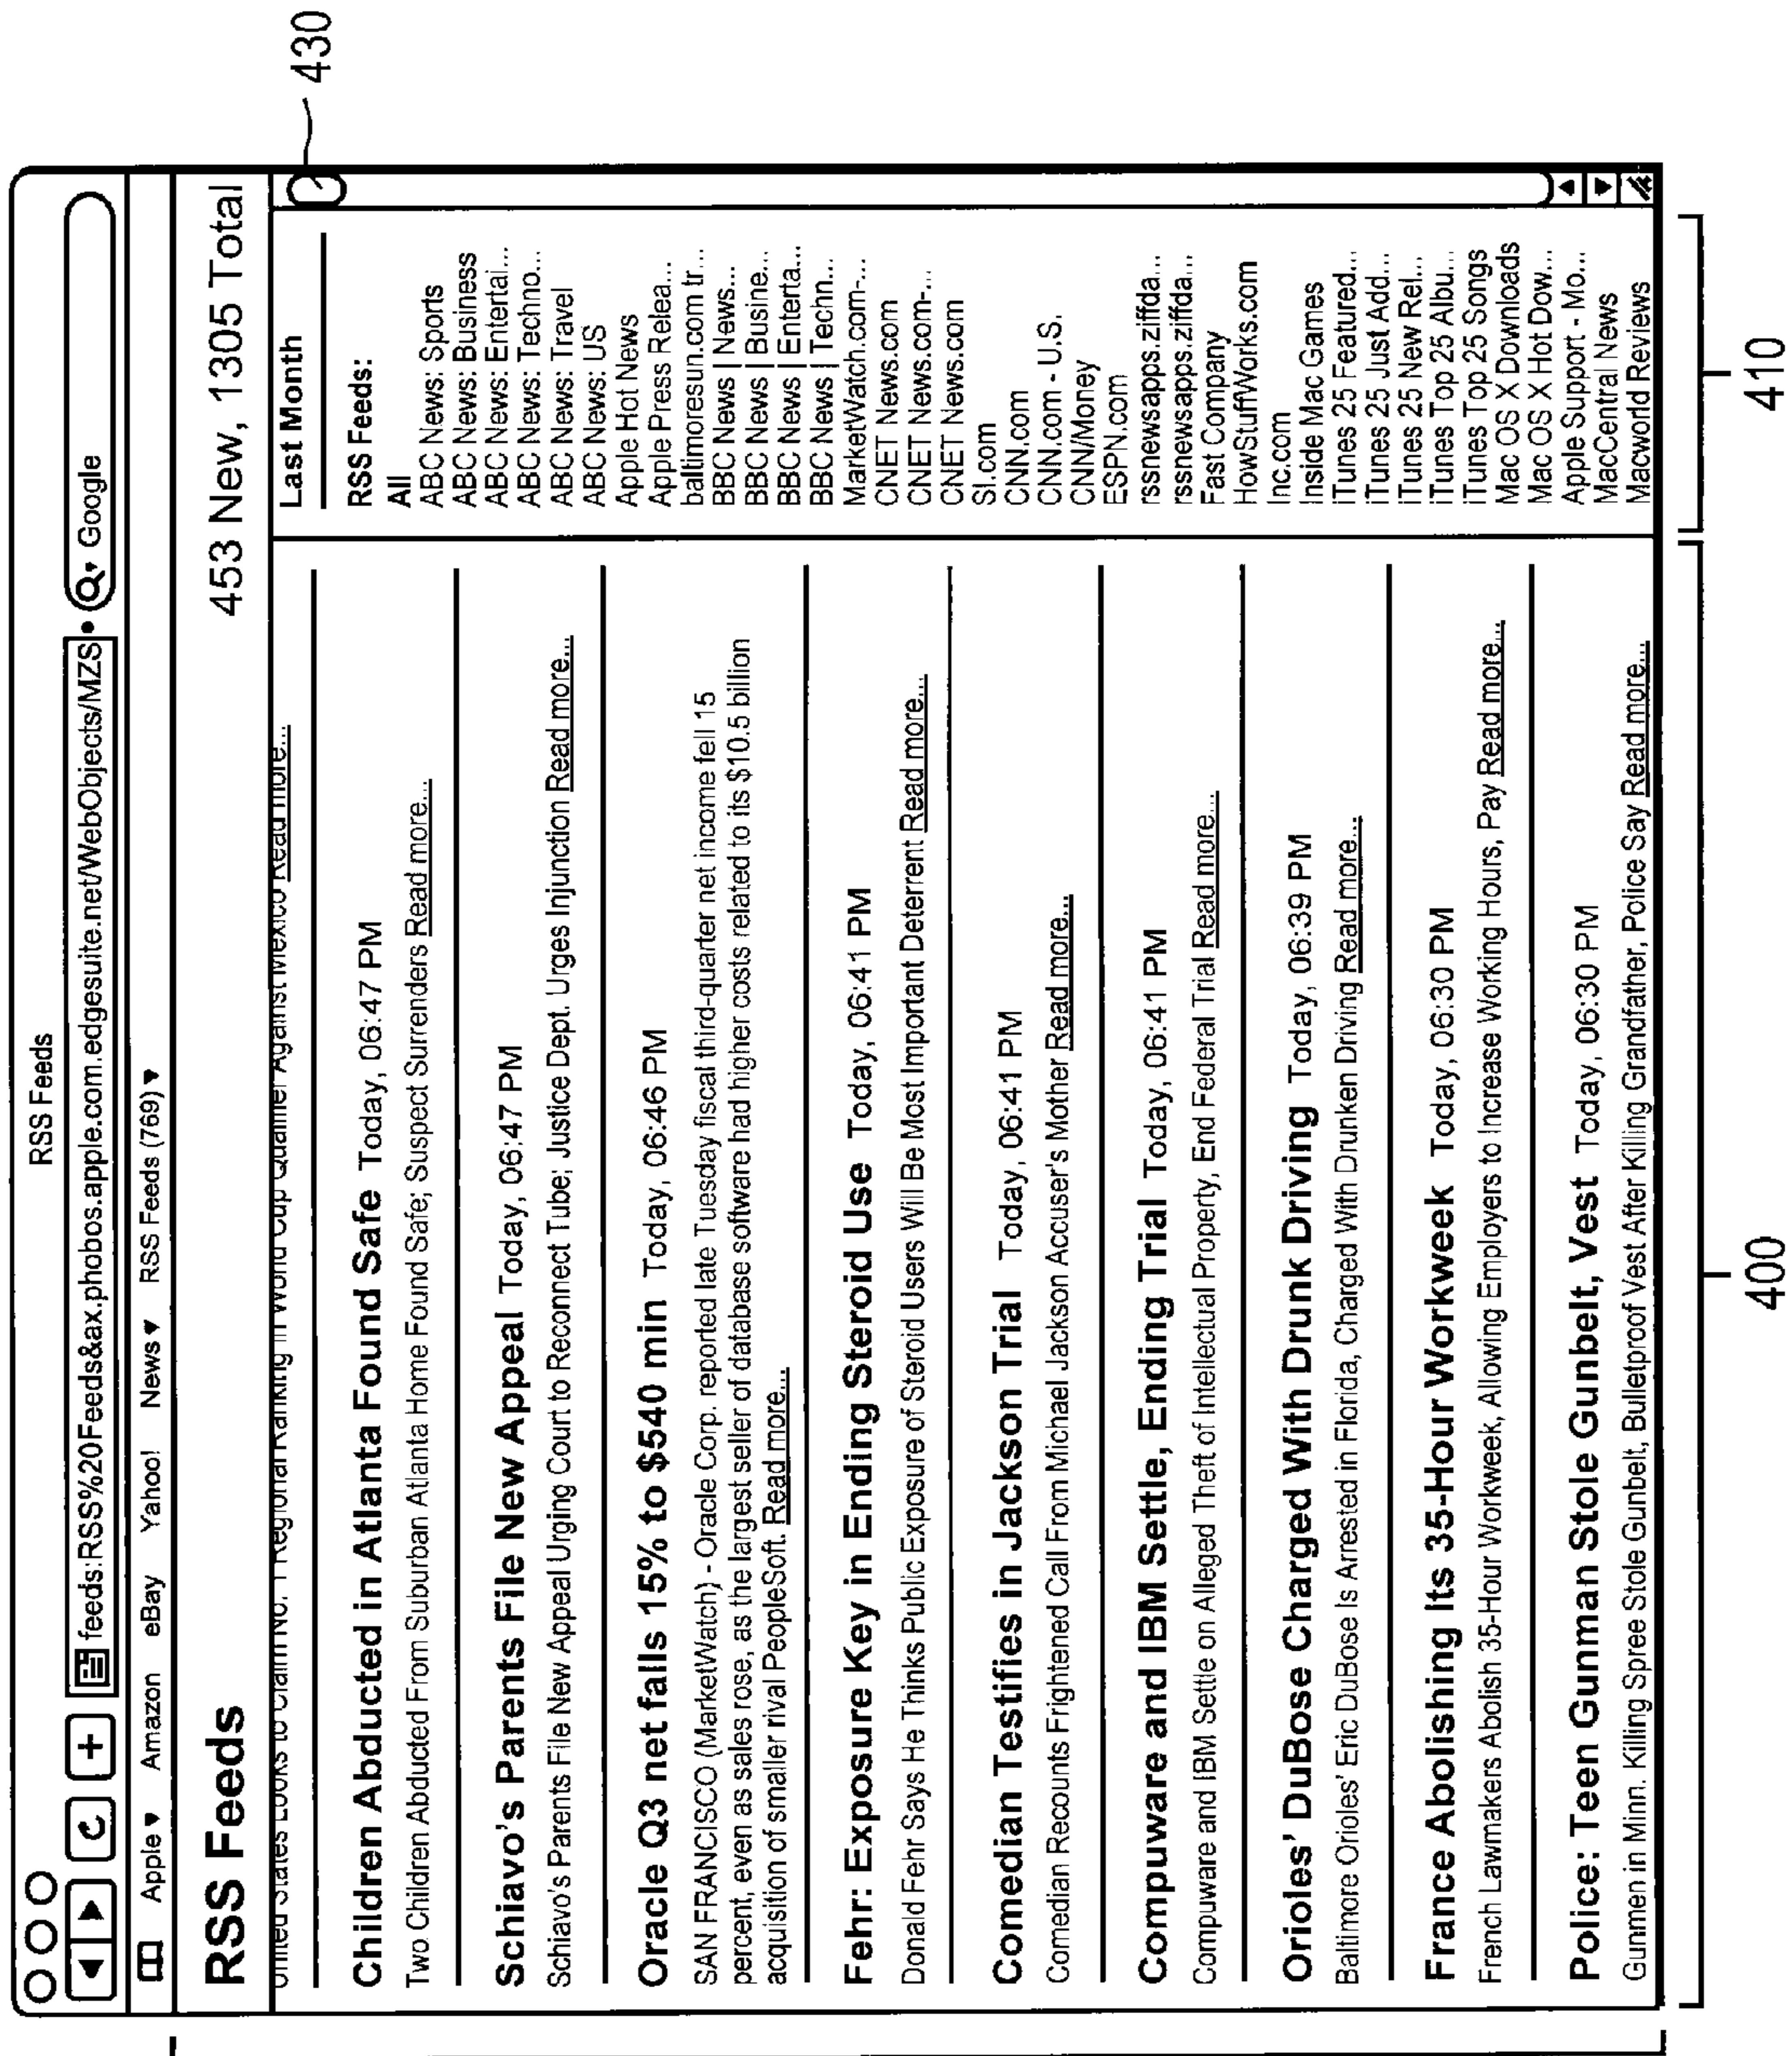 RSS Feeds
feeds:RSS%20Feeds&ax.phobos.apple.com.edgesuite.net/WebObjects/MZS
Google
Apple Amazon eBay Yahoo! News RSS Feeds (769)
RSS Feeds
453 New, 1305 Total
United States Looks to Claim No. 1 Regional Ranking in World Cup Qualifier Against Mexico Read more...
Children Abducted in Atlanta Found Safe Today, 06:47 PM
Two Children Abducted From Suburban Atlanta Home Found Safe; Suspect Surrenders Read more...
Schiavo's Parents File New Appeal Today, 06:47 PM
Schiavo's Parents File New Appeal Urging Court to Reconnect Tube; Justice Dept. Urges Injunction Read more...
Oracle Q3 net falls 15% to $540 min Today, 06:46 PM
SAN FRANCISCO (MarketWatch) - Oracle Corp. reported late Tuesday fiscal third-quarter net income fell 15
percent, even as sales rose, as the largest seller of database software had higher costs related to its $10.5 billion
acquisition of smaller rival PeopleSoft. Read more...
Fehr: Exposure Key in Ending Steroid Use Today, 06:41 PM
Donald Fehr Says He Thinks Public Exposure of Steroid Users Will Be Most Important Deterrent Read more...
Comedian Testifies in Jackson Trial Today, 06:41 PM
Comedian Recounts Frightened Call From Michael Jackson Accuser's Mother Read more...
Compuware and IBM Settle, Ending Trial Today, 06:41 PM
Compuware and IBM Settle on Alleged Theft of Intellectual Property, End Federal Trial Read more...
Orioles' DuBose Charged With Drunk Driving Today, 06:39 PM
Baltimore Orioles' Eric DuBose Is Arrested in Florida, Charged With Drunken Driving Read more...
France Abolishing Its 35-Hour Workweek Today, 06:30 PM
French Lawmakers Abolish 35-Hour Workweek, Allowing Employers to Increase Working Hours, Pay Read more...
Police: Teen Gunman Stole Gunbelt, Vest Today, 06:30 PM
Gunmen in Minn. Killing Spree Stole Gunbelt, Bulletproof Vest After Killing Grandfather, Police Say Read more...
Last Month
RSS Feeds:
All
ABC News: Sports
ABC News: Business
ABC News: Entertai...
ABC News: Techno...
ABC News: Travel
ABC News: US
Apple Hot News
Apple Press Relea...
baltimoresun.com tr...
BBC News | News...
BBC News | Busine...
BBC News | Enterta...
BBC News | Techn...
MarketWatch.com-...
CNET News.com
CNET News.com-...
CNET News.com
SI.com
CNN.com
CNN.com - U.S.
CNN/Money
ESPN.com
rssnewsapps.ziffda...
rssnewsapps.ziffda...
Fast Company
HowStuffWorks.com
Inc.com
Inside Mac Games
iTunes 25 Featured...
iTunes 25 Just Add...
iTunes 25 New Rel...
iTunes Top 25 Albu...
iTunes Top 25 Songs
Mac OS X Downloads
Mac OS X Hot Dow...
Apple Support - Mo...
MacCentral News
Macworld Reviews
430
400
410